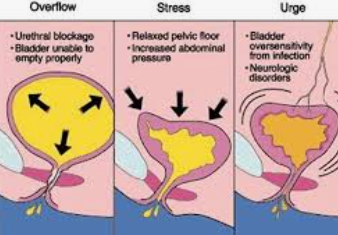 Overflow
• Urethral blockage
• Bladder unable to
empty properly
Stress
• Relaxed pelvic floor
• Increased abdominal
pressure
Urge
• Bladder
oversensitivity
from infection
• Neurologic
disorders